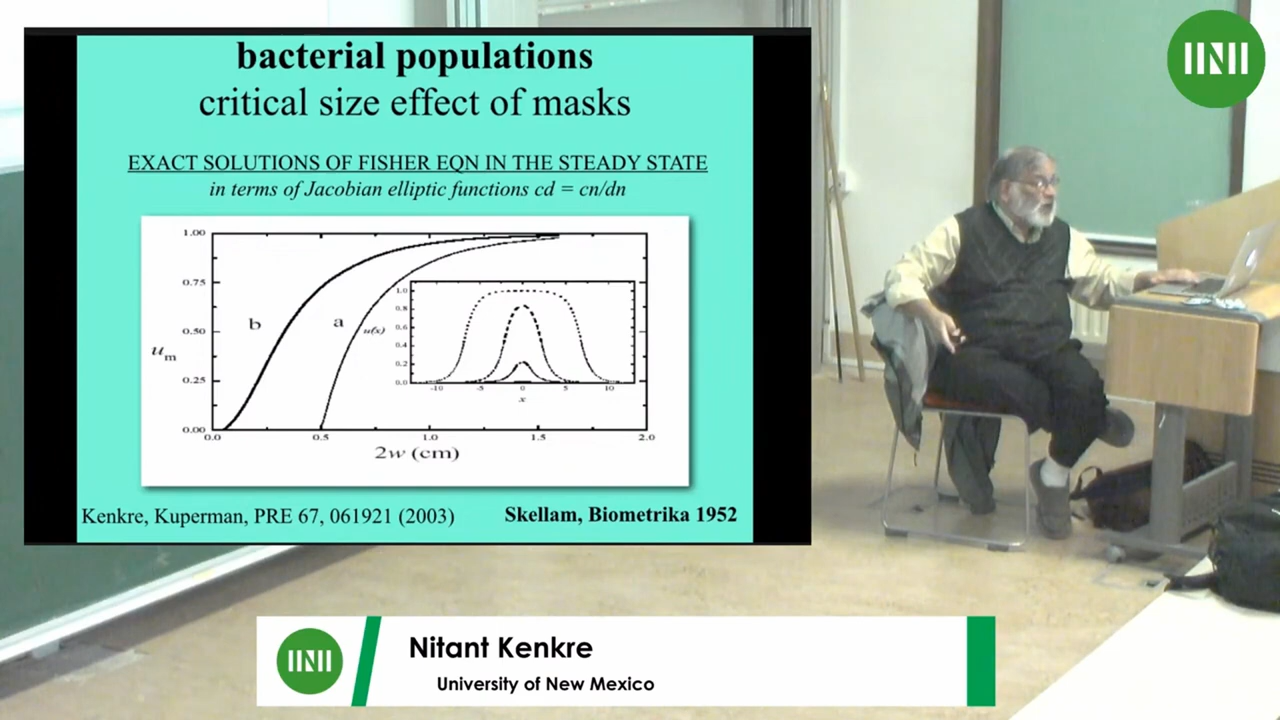 bacterial populations
critical size effect of masks
EXACT SOLUTIONS OF FISHER EQN IN THE STEADY STATE
in terms of Jacobian elliptic functions cd = cn/dn
1.00
0.75
0.50
0.25
0.00
um
b
a
0.0
0.5
1.0
1.5
2.0
2w (cm)
u(x)
1.0
0.8
0.6
0.4
0.2
0.0
-10
-5
0
5
10
x
Kenkre, Kuperman, PRE 67, 061921 (2003)
Skellam, Biometrika 1952
Nitant Kenkre
University of New Mexico